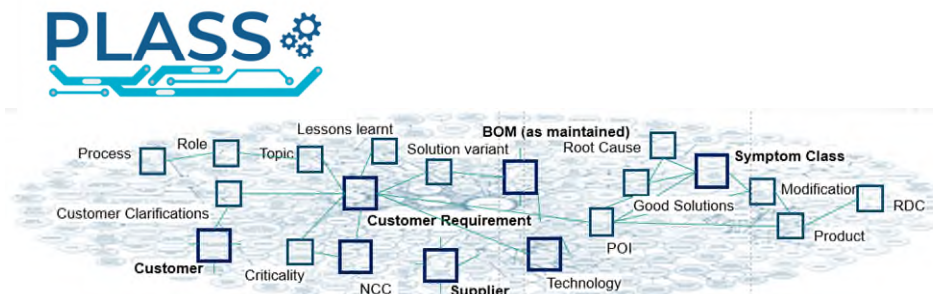 PLASS
Lessons learnt
BOM (as maintained)
Process
Role
Topic
Solution variant
Root Cause
Symptom Class
Customer Clarifications
Customer Requirement
Good Solutions
Modification
RDC
POI
Product
Customer
Criticality
NCC
Supplier
Technology